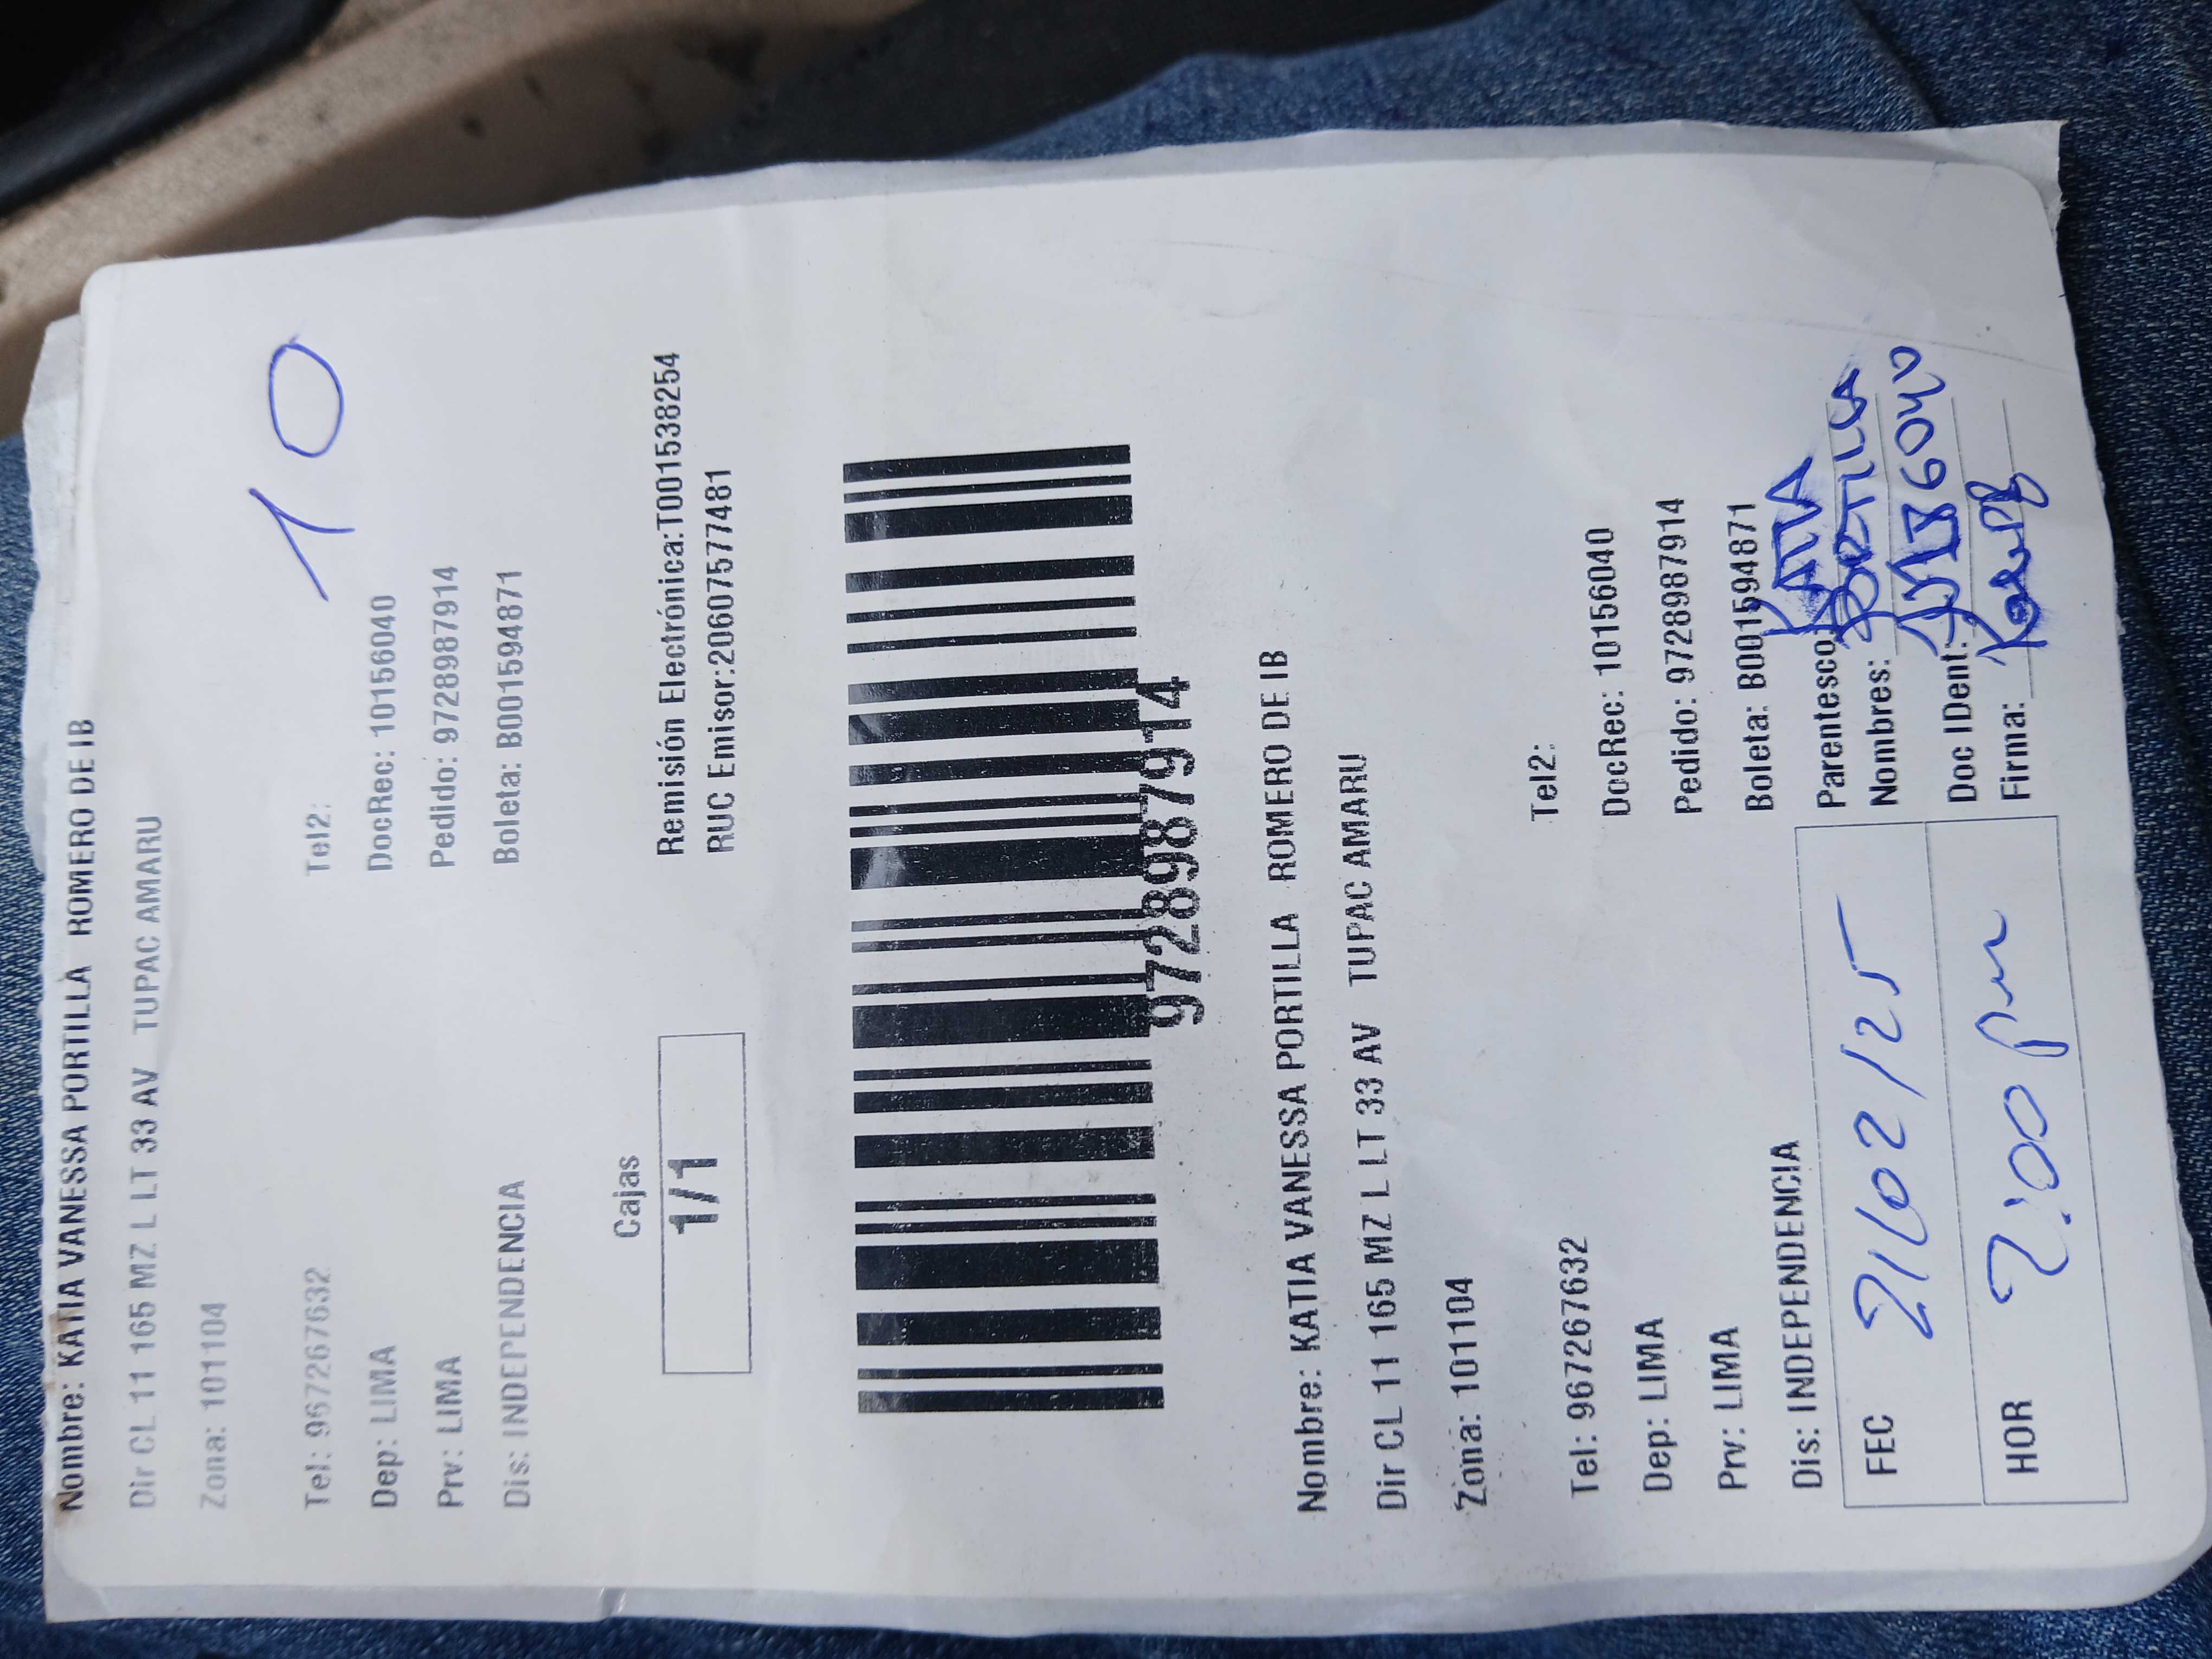 Nombre: KATIA VANESSA PORTILLA ROMERO DE IB
Dir CL 11 165 MZ L LT 33 AV TUPAC AMARU
Zona: 101104
10
Tel: 967267632 Tel2:
Dep: LIMA DocRec: 10156040
Prv: LIMA Pedido: 9728987914
Dis: INDEPENDENCIA Boleta: B001594871
Cajas
1/1
Remisión Electrónica:T001538254
RUC Emisor:20607577481
9728987914
Nombre: KATIA VANESSA PORTILLA ROMERO DE IB
Dir CL 11 165 MZ L LT 33 AV TUPAC AMARU
Zona: 101104
Tel: 967267632 Tel2:
Dep: LIMA DocRec: 10156040
Prv: LIMA Pedido: 9728987914
Dis: INDEPENDENCIA Boleta: B001594871
Parentesco: KATIA
Nombres: PORTILLA
Doc IDent:
Firma:
FEC 21/02/25
HOR 2:00 pm